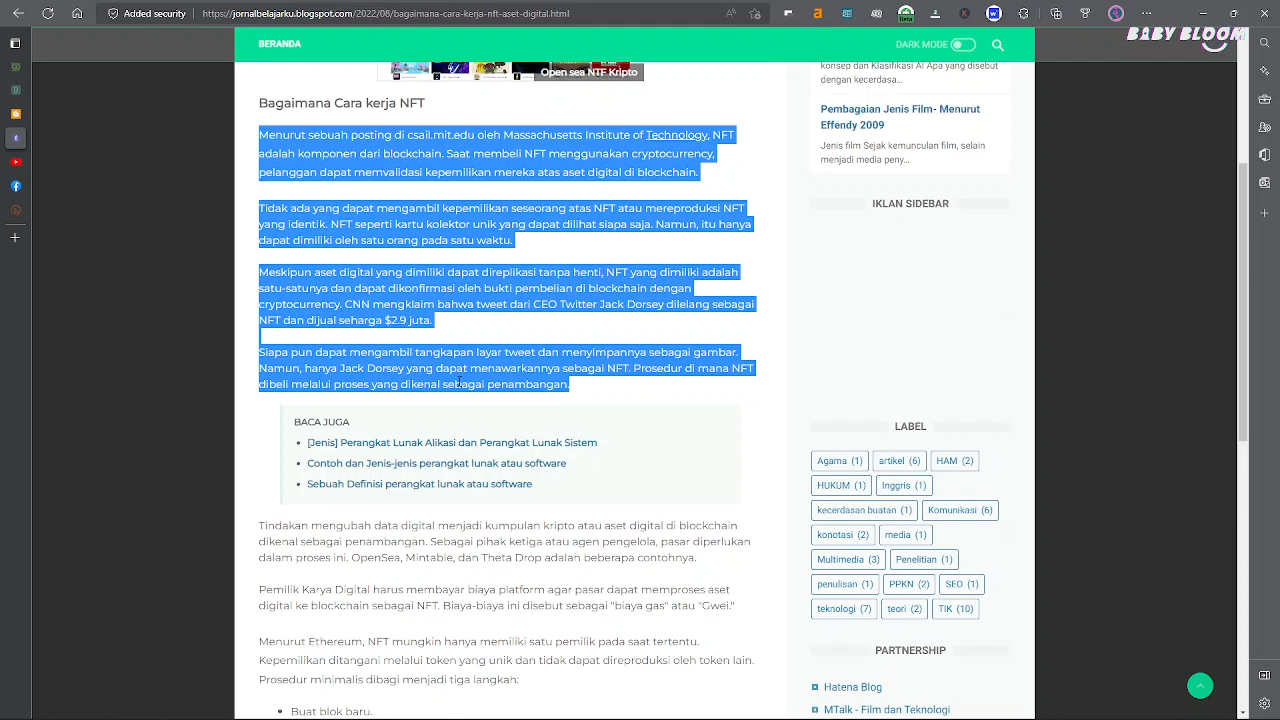 https://jurnalmultimedia.blogspot.com/2022/01/apa-itu-nft.html
BERANDA
DARK MODE
Open sea NTF Kripto
Bagaimana Cara kerja NFT
Menurut sebuah posting di csail.mit.edu oleh Massachusetts Institute of Technology, NFT
adalah komponen dari blockchain. Saat membeli NFT menggunakan cryptocurrency,
pelanggan dapat memvalidasi kepemilikan mereka atas aset digital di blockchain.
Tidak ada yang dapat mengambil kepemilikan seseorang atas NFT atau mereproduksi NFT
yang identik. NFT seperti kartu kolektor unik yang dapat dilihat siapa saja. Namun, itu hanya
dapat dimiliki oleh satu orang pada satu waktu.
Meskipun aset digital yang dimiliki dapat direplikasi tanpa henti, NFT yang dimiliki adalah
satu-satunya dan dapat dikonfirmasi oleh bukti pembelian di blockchain dengan
cryptocurrency. CNN mengklaim bahwa tweet dari CEO Twitter Jack Dorsey dilelang sebagai
NFT dan dijual seharga $2.9 juta.
Siapa pun dapat mengambil tangkapan layar tweet dan menyimpannya sebagai gambar.
Namun, hanya Jack Dorsey yang dapat menawarkannya sebagai NFT. Prosedur di mana NFT
dibeli melalui proses yang dikenal sebagai penambangan.
BACA JUGA
[Jenis] Perangkat Lunak Alikasi dan Perangkat Lunak Sistem
Contoh dan Jenis-jenis perangkat lunak atau software
Sebuah Definisi perangkat lunak atau software
Tindakan mengubah data digital menjadi kumpulan kripto atau aset digital di blockchain
dikenal sebagai penambangan. Sebagai pihak ketiga atau agen pengelola, pasar diperlukan
dalam proses ini. OpenSea, Mintable, dan Theta Drop adalah beberapa contohnya.
Pemilik Karya Digital harus membayar biaya platform agar pasar dapat memproses aset
digital ke blockchain sebagai NFT. Biaya-biaya ini disebut sebagai "biaya gas" atau "Gwei."
Menurut Ethereum, NFT mungkin hanya memiliki satu pemilik pada saat tertentu.
Kepemilikan ditangani melalui token yang unik dan tidak dapat direproduksi oleh token lain.
Prosedur minimalis dibagi menjadi tiga langkah:
Buat blok baru.
konsep dan Klasifikasi AI Apa yang disebut
dengan kecerdasa…
Pembagaian Jenis Film- Menurut
Effendy 2009
Jenis film Sejak kemunculan film, selain
menjadi media peny…
IKLAN SIDEBAR
LABEL
Agama (1) artikel (6) HAM (2)
HUKUM (1) Inggris (1)
kecerdasan buatan (1) Komunikasi (6)
konotasi (2) media (1)
Multimedia (3) Penelitian (1)
penulisan (1) PPKN (2) SEO (1)
teknologi (7) teori (2) TIK (10)
PARTNERSHIP
Hatena Blog
MTalk - Film dan Teknologi